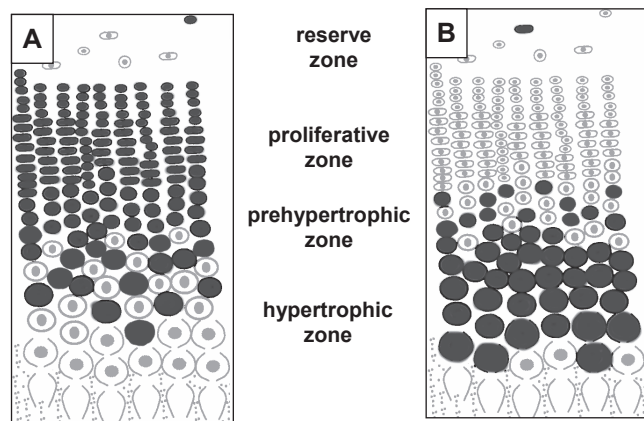 A
reserve
zone
B
proliferative
zone
prehypertrophic
zone
hypertrophic
zone